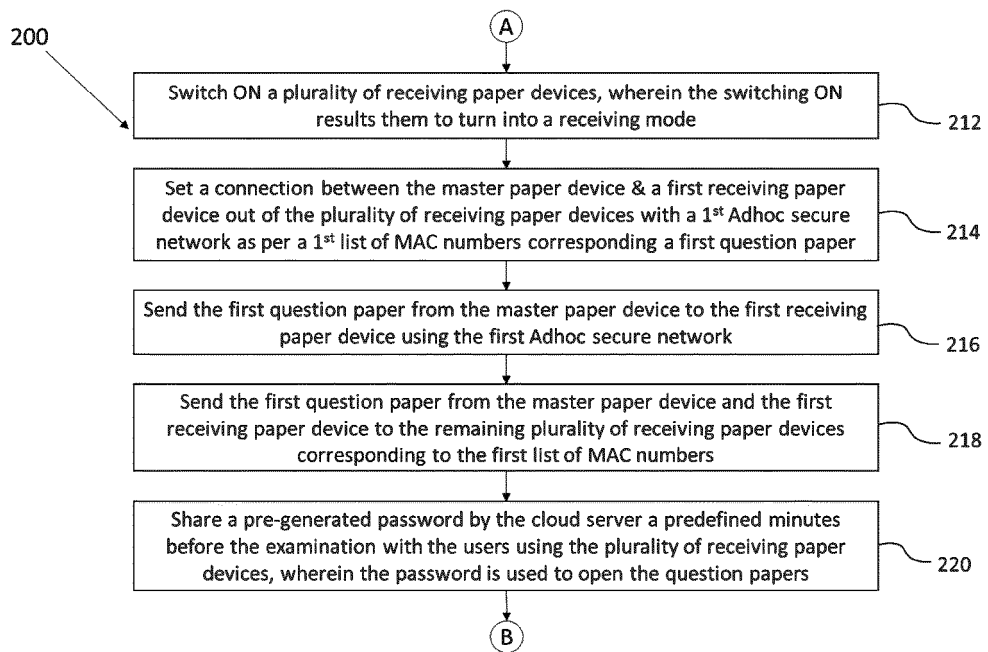 A
200
Switch ON a plurality of receiving paper devices, wherein the switching ON
results them to turn into a receiving mode
212
Set a connection between the master paper device & a first receiving paper
device out of the plurality of receiving paper devices with a 1st Adhoc secure
network as per a 1st list of MAC numbers corresponding a first question paper
214
Send the first question paper from the master paper device to the first receiving
paper device using the first Adhoc secure network
216
Send the first question paper from the master paper device and the first
receiving paper device to the remaining plurality of receiving paper devices
corresponding to the first list of MAC numbers
218
Share a pre-generated password by the cloud server a predefined minutes
before the examination with the users using the plurality of receiving paper
devices, wherein the password is used to open the question papers
220
B